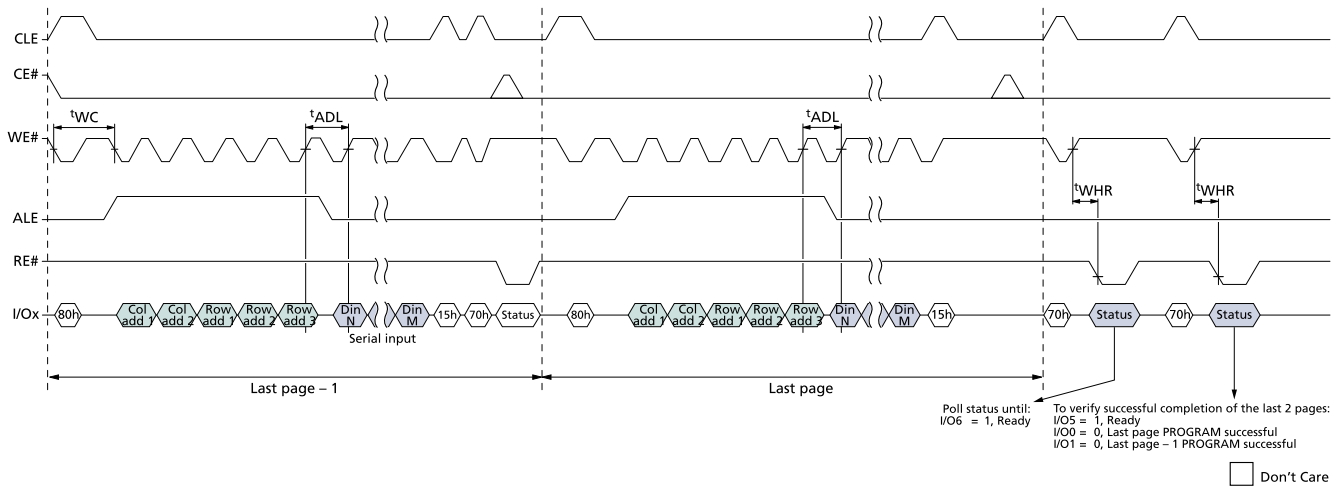 CLE
CE#
tWC
tADL
tADL
WE#
tWHR
tWHR
ALE
RE#
I/Ox
80h
Col add 1
Col add 2
Row add 1
Row add 2
Row add 3
Din N
Din M
15h
70h
Status
80h
Col add 1
Col add 2
Row add 1
Row add 2
Row add 3
Din N
Din M
15h
70h
Status
70h
Status
Serial input
Last page – 1
Last page
Poll status until:
I/O6 = 1, Ready
To verify successful completion of the last 2 pages:
I/O5 = 1, Ready
I/O0 = 0, Last page PROGRAM successful
I/O1 = 0, Last page – 1 PROGRAM successful
Don't Care